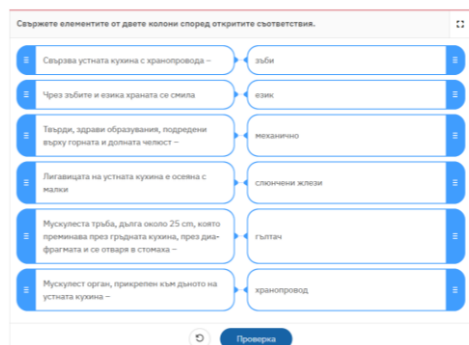 Свържете елементите от двете колони според откритите съответствия.
Свързва устната кухина с хранопровода –
зъби
Чрез зъбите и езика храната се смила
език
Твърди, здрави образувания, подредени
върху горната и долната челюст –
механично
Лигавицата на устната кухина е осеяна с
малки
слюнчени жлези
Мускулеста тръба, дълга около 25 cm, която
преминава през гръдната кухина, през диа-
фрагмата и се отваря в стомаха –
гълтач
Мускулест орган, прикрепен към дъното на
устната кухина –
хранопровод
Проверка